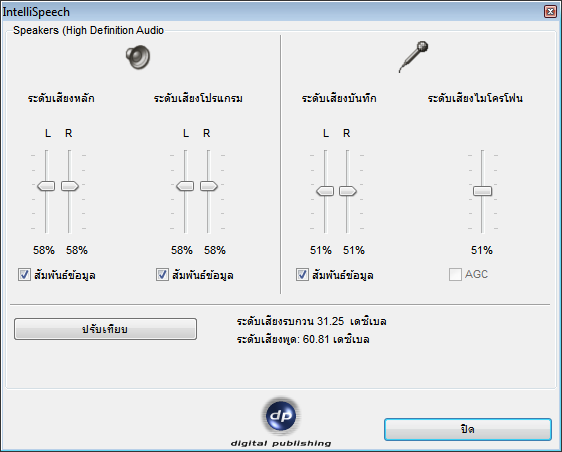 IntelliSpeech
Speakers (High Definition Audio
ระดับเสียงหลัก ระดับเสียงโปรแกรม ระดับเสียงบันทึก ระดับเสียงไมโครโฟน
L R L R L R
58% 58% 58% 58% 51% 51% 51%
สัมพันธ์ข้อมูล สัมพันธ์ข้อมูล สัมพันธ์ข้อมูล AGC
ปรับเทียบ
ระดับเสียงรบกวน 31.25 เดซิเบล
ระดับเสียงพูด: 60.81 เดซิเบล
dp
digital publishing
ปิด